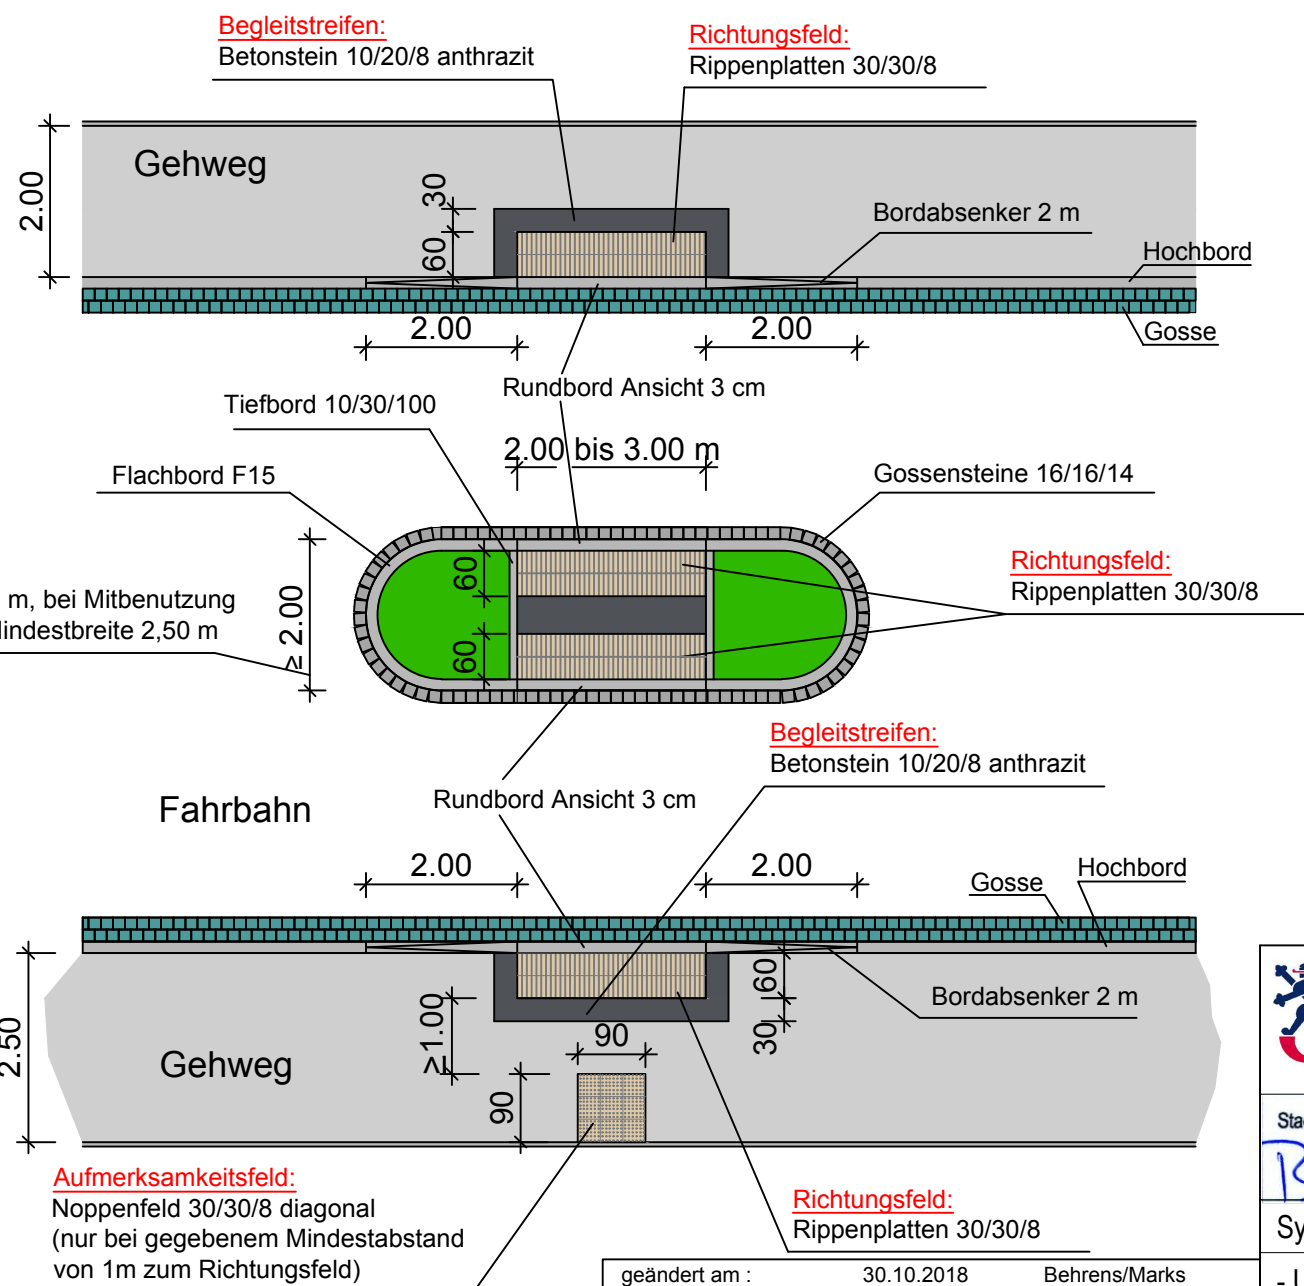 Begleitstreifen:
Betonstein 10/20/8 anthrazit
Richtungsfeld:
Rippenplatten 30/30/8
Gehweg
2.00
30
60
Bordabsenker 2 m
Hochbord
Gosse
2.00
2.00
Rundbord Ansicht 3 cm
Tiefbord 10/30/100
2.00 bis 3.00 m
Flachbord F15
Gossensteine 16/16/14
60
60
≥ 2.00
m, bei Mitbenutzung
indestbreite 2,50 m
Richtungsfeld:
Rippenplatten 30/30/8
Begleitstreifen:
Betonstein 10/20/8 anthrazit
Fahrbahn
Rundbord Ansicht 3 cm
2.00
2.00
Gosse
Hochbord
2.50
Gehweg
≥1.00
90
90
60
30
Bordabsenker 2 m
Aufmerksamkeitsfeld:
Noppenfeld 30/30/8 diagonal
(nur bei gegebenem Mindestabstand
von 1m zum Richtungsfeld)
Richtungsfeld:
Rippenplatten 30/30/8
geändert am : 30.10.2018 Behrens/Marks
Sta
Sy